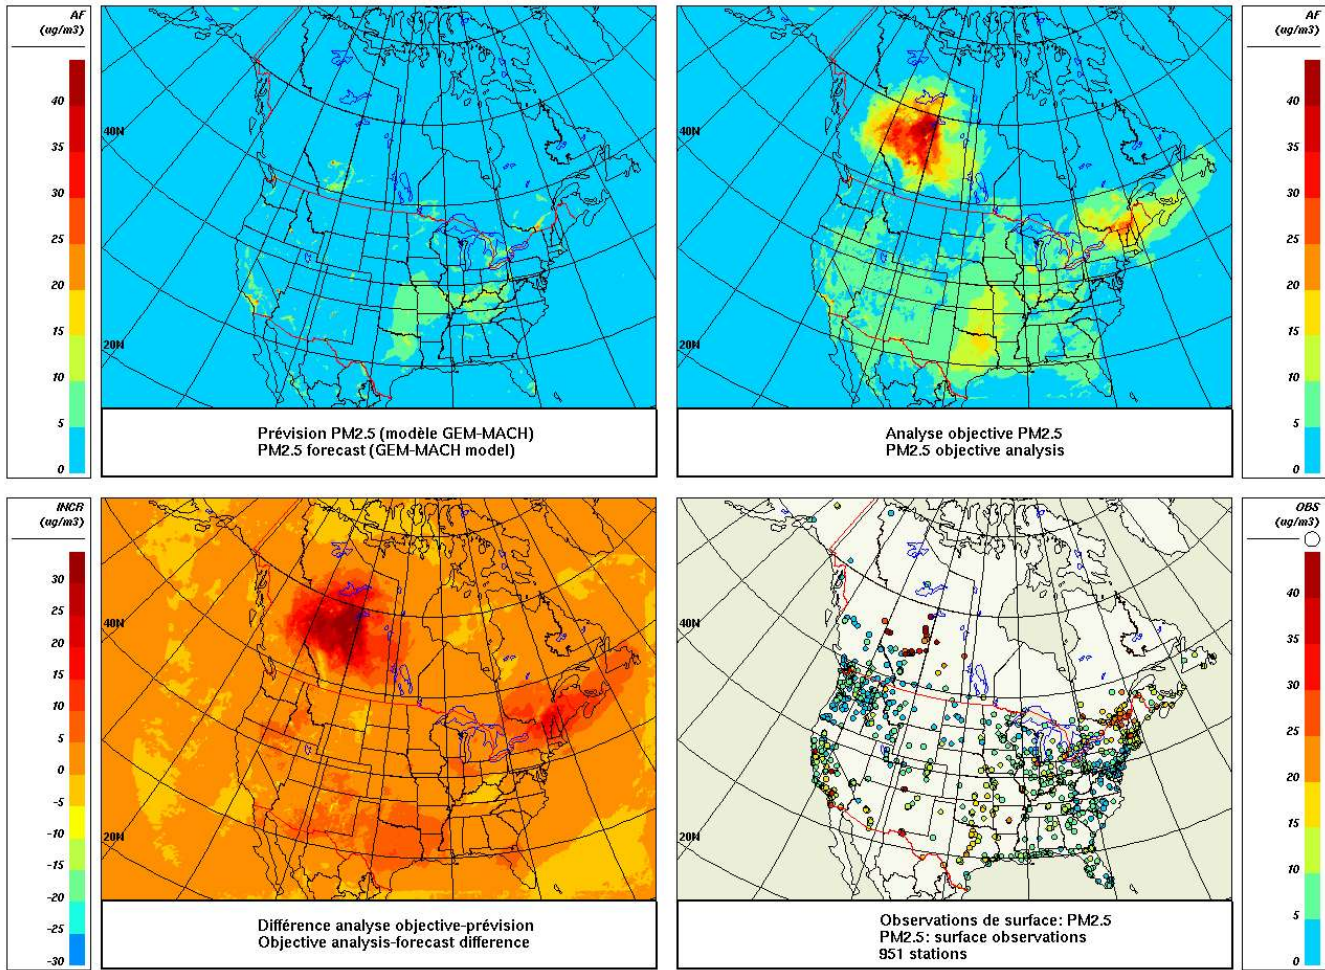 AF
(ug/m3)
40
35
30
25
20
15
10
5
0
40N
20N
Prévision PM2.5 (modèle GEM-MACH)
PM2.5 forecast (GEM-MACH model)
40N
20N
Analyse objective PM2.5
PM2.5 objective analysis
AF
(ug/m3)
40
35
30
25
20
15
10
5
0
INCR
(ug/m3)
30
25
20
15
10
5
0
-5
-10
-15
-20
-25
-30
40N
20N
Différence analyse objective-prévision
Objective analysis-forecast difference
40N
20N
Observations de surface: PM2.5
PM2.5: surface observations
951 stations
OBS
(ug/m3)
40
35
30
25
20
15
10
5
0